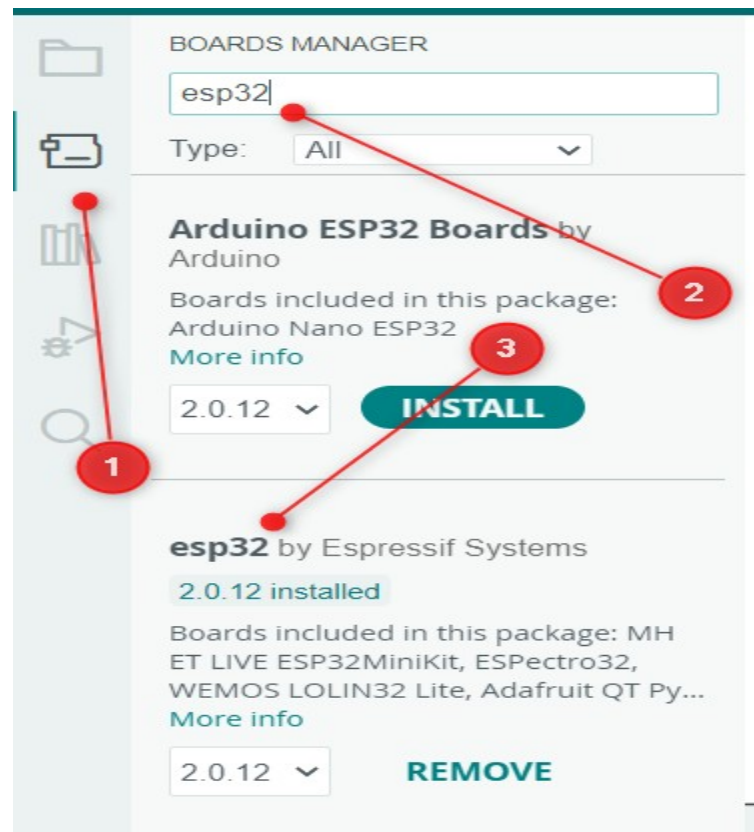 BOARDS MANAGER
esp32
Type: All
Arduino ESP32 Boards by
Arduino
Boards included in this package:
Arduino Nano ESP32
More info
2.0.12 INSTALL
esp32 by Espressif Systems
2.0.12 installed
Boards included in this package: MH
ET LIVE ESP32MiniKit, ESPectro32,
WEMOS LOLIN32 Lite, Adafruit QT Py...
More info
2.0.12 REMOVE
1
2
3